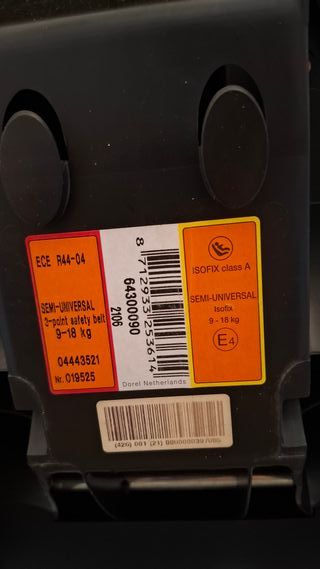 ECE R44-04
SEMI-UNIVERSAL
3-point safety belt
9-18 kg
04443521
Nr. 019525
64300090
2106
8 712930 253614
Dorel Netherlands
ISOFIX class A
SEMI-UNIVERSAL
Isofix
9 - 18 kg
E4